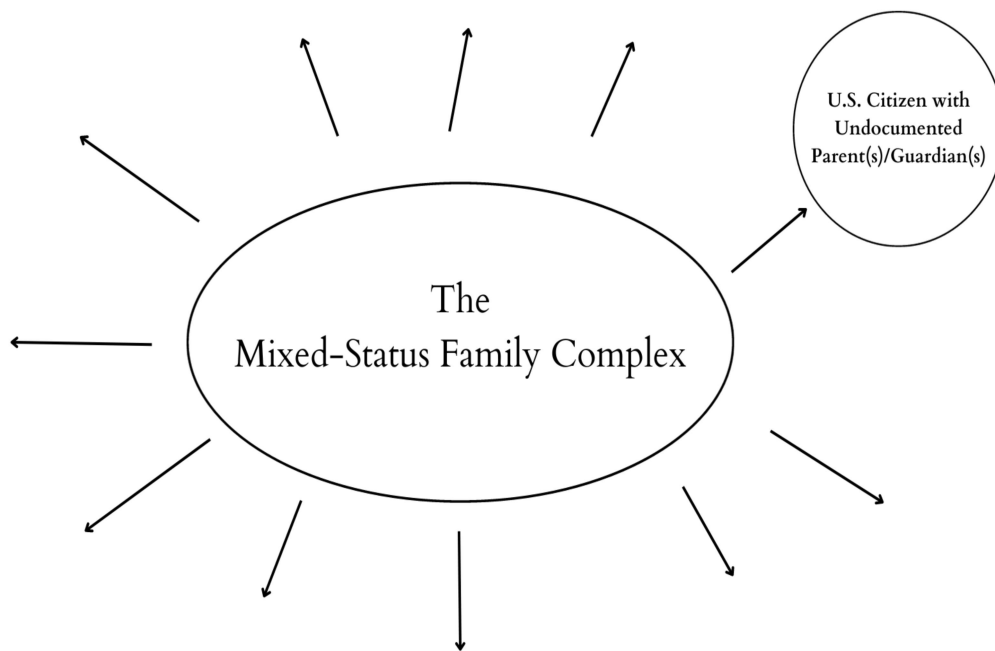 U.S. Citizen with
Undocumented
Parent(s)/Guardian(s)
The
Mixed-Status Family Complex